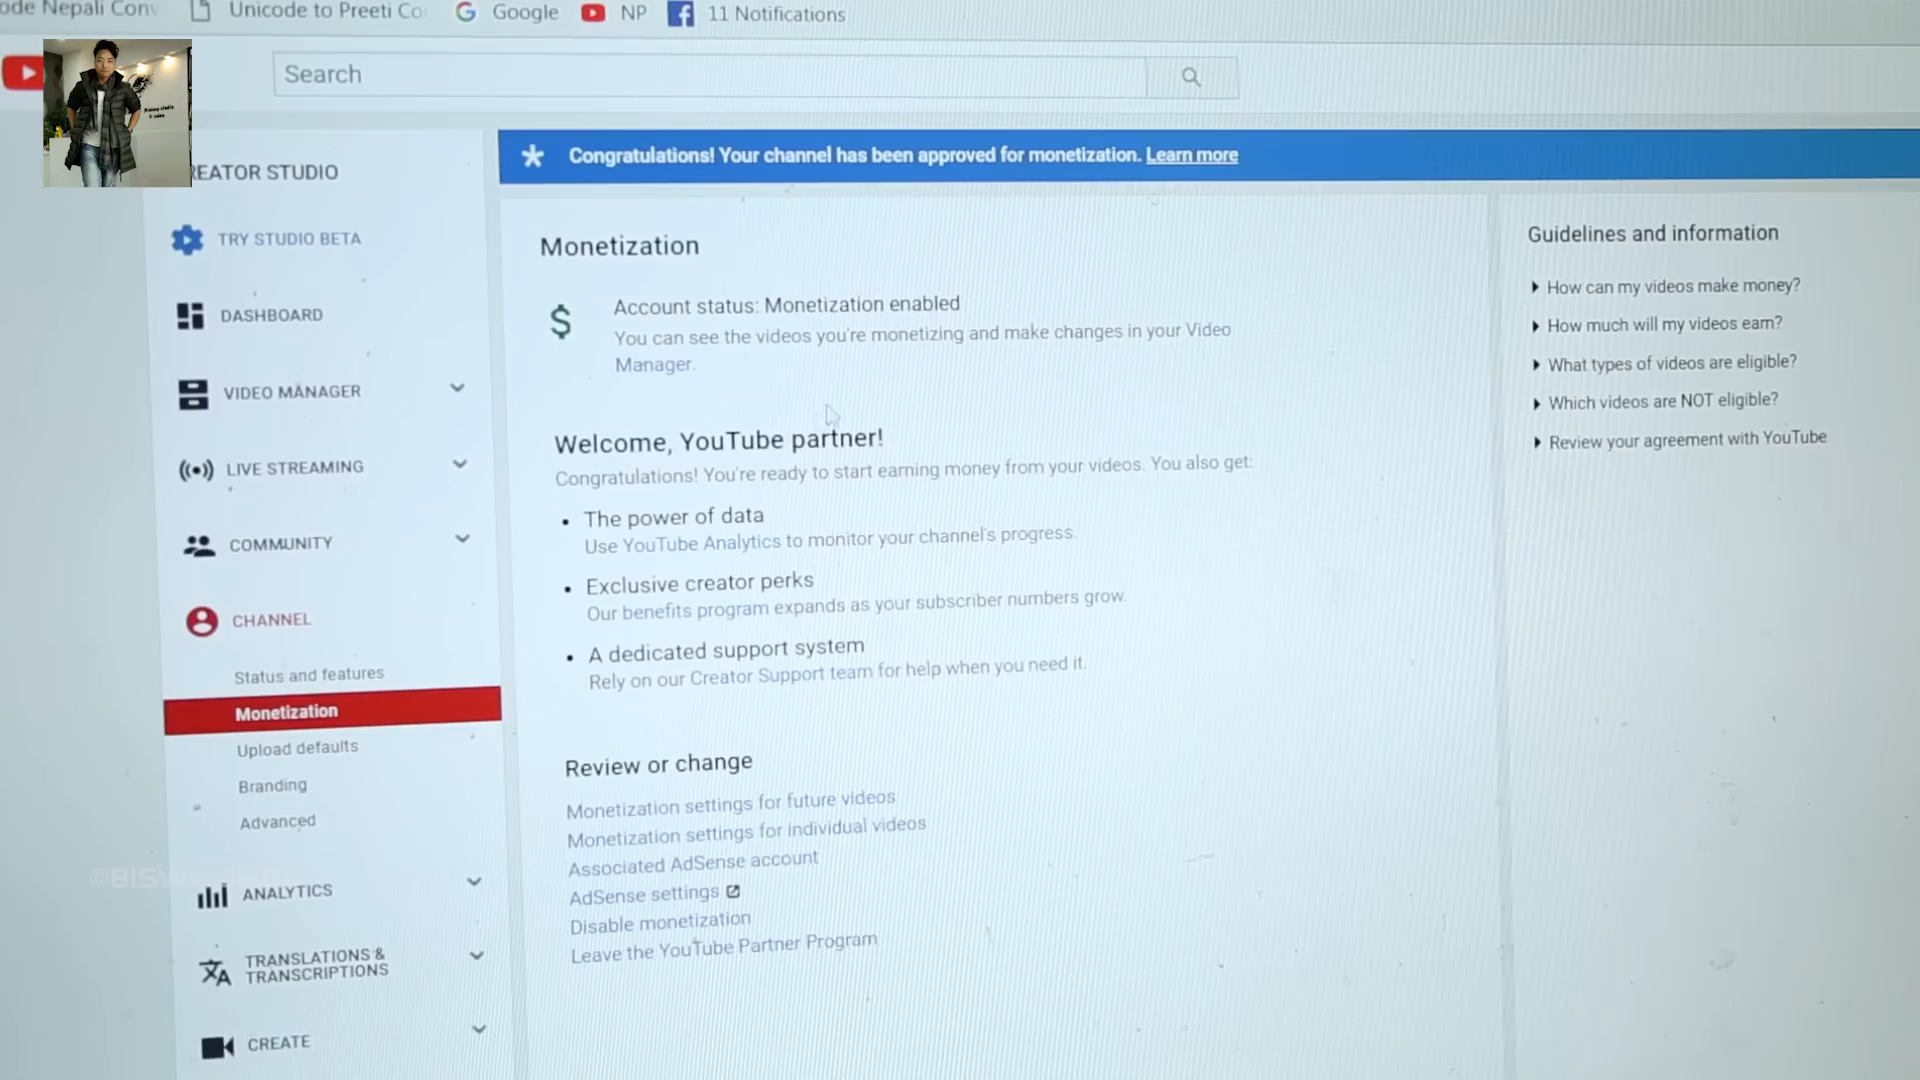 Unicode to Preeti Co
Google
NP
11 Notifications
Search
EATOR STUDIO
TRY STUDIO BETA
DASHBOARD
VIDEO MANAGER
LIVE STREAMING
COMMUNITY
CHANNEL
Status and features
Monetization
Upload defaults
Branding
Advanced
ANALYTICS
TRANSLATIONS &
TRANSCRIPTIONS
CREATE
Congratulations! Your channel has been approved for monetization. Learn more
Monetization
$
Account status: Monetization enabled
You can see the videos you're monetizing and make changes in your Video
Manager.
Welcome, YouTube partner!
Congratulations! You're ready to start earning money from your videos. You also get:
• The power of data
Use YouTube Analytics to monitor your channel's progress.
• Exclusive creator perks
Our benefits program expands as your subscriber numbers grow.
• A dedicated support system
Rely on our Creator Support team for help when you need it.
Review or change
Monetization settings for future videos
Monetization settings for individual videos
Associated AdSense account
AdSense settings
Disable monetization
Leave the YouTube Partner Program
Guidelines and information
How can my videos make money?
How much will my videos earn?
What types of videos are eligible?
Which videos are NOT eligible?
Review your agreement with YouTube